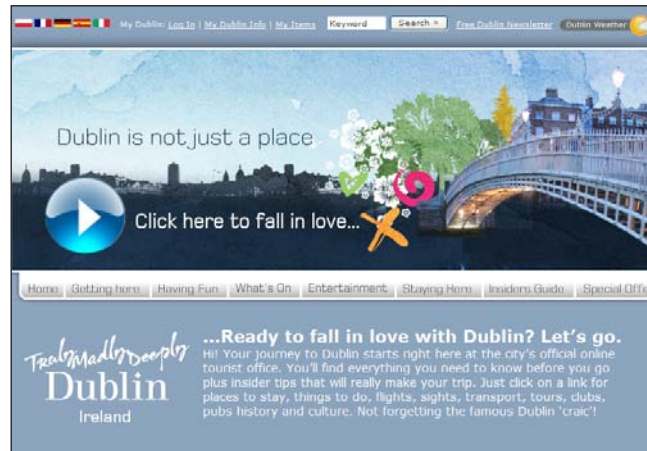 My Dublin: Log In | My Dublin Info | My Items Keyword Search » Free Dublin Newsletter Dublin Weather
Dublin is not just a place
Click here to fall in love...
Home Getting here Having Fun What's On Entertainment Staying Here Insiders Guide Special Offe
Truly Madly Deeply
Dublin
Ireland
...Ready to fall in love with Dublin? Let's go.
Hi! Your journey to Dublin starts right here at the city's official online
tourist office. You'll find everything you need to know before you go
plus insider tips that will really make your trip. Just click on a link for
places to stay, things to do, flights, sights, transport, tours, clubs,
pubs history and culture. Not forgetting the famous Dublin 'craic'!